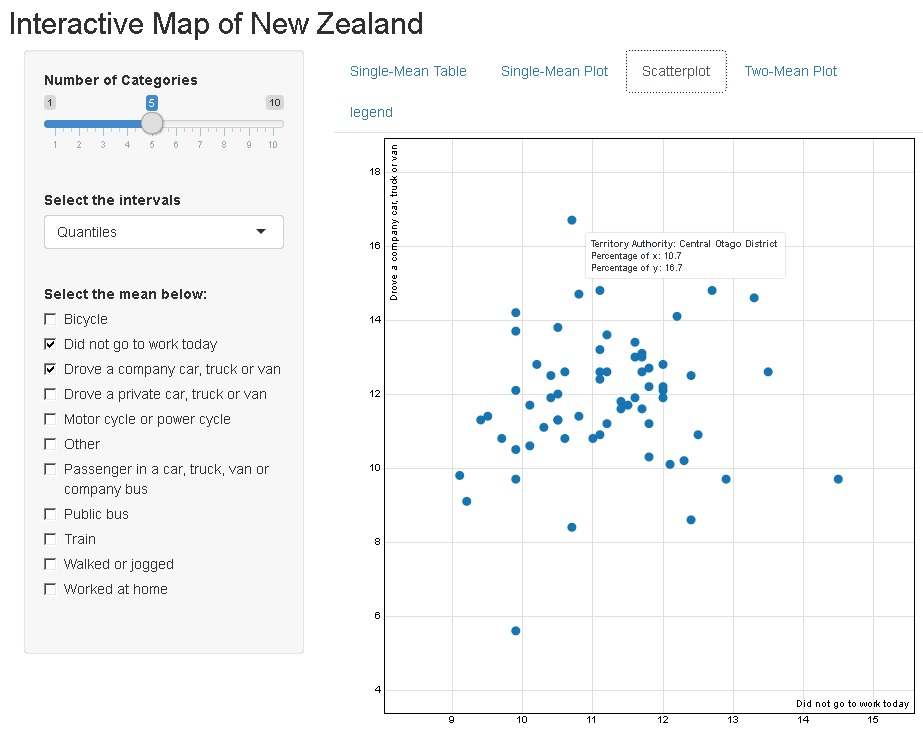 Interactive Map of New Zealand
Number of Categories
1 5 10
1 2 3 4 5 6 7 8 9 10
Select the intervals
Quantiles
Select the mean below:
Bicycle
Did not go to work today
Drove a company car, truck or van
Drove a private car, truck or van
Motor cycle or power cycle
Other
Passenger in a car, truck, van or
company bus
Public bus
Train
Walked or jogged
Worked at home
Single-Mean Table Single-Mean Plot Scatterplot Two-Mean Plot
legend
Drove a company car, truck or van
18
16
14
12
10
8
6
4
Territory Authority: Central Otago District
Percentage of x: 10.7
Percentage of y: 16.7
Did not go to work today
9 10 11 12 13 14 15